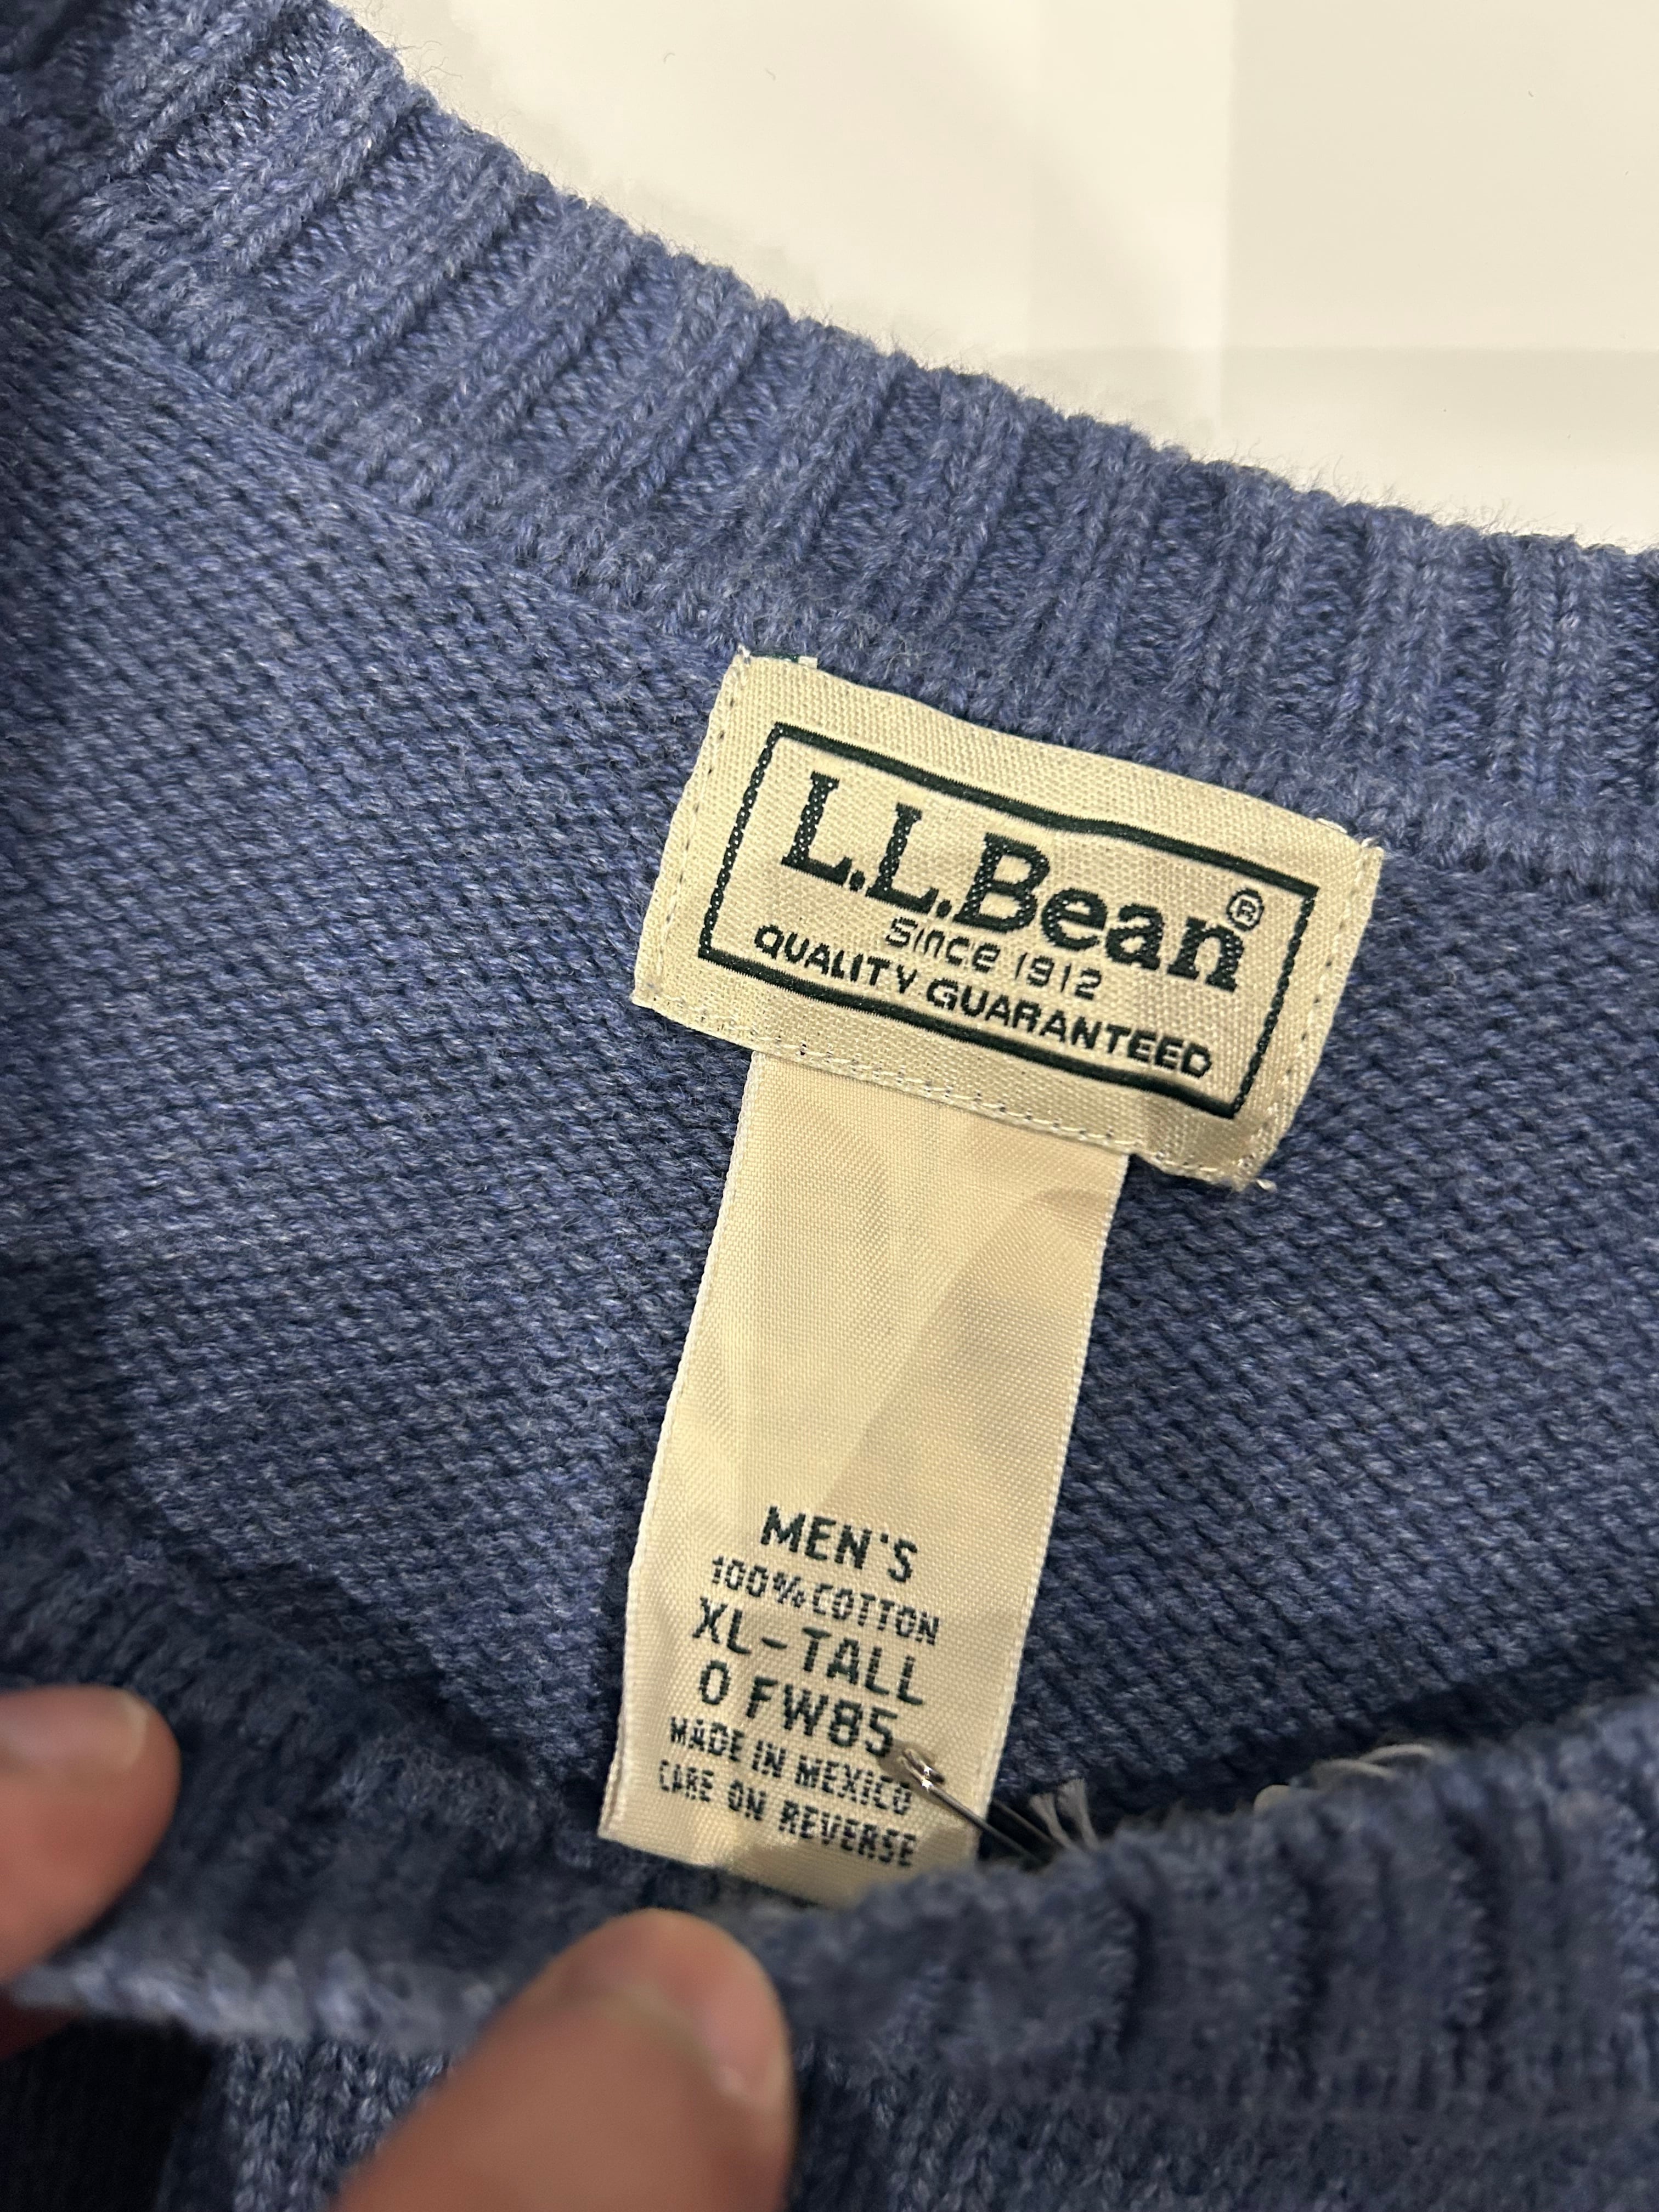 L.L.Bean®
Since 1912
QUALITY GUARANTEED
MEN'S
100% COTTON
XL-TALL
0 FW85
MADE IN MEXICO
CARE ON REVERSE